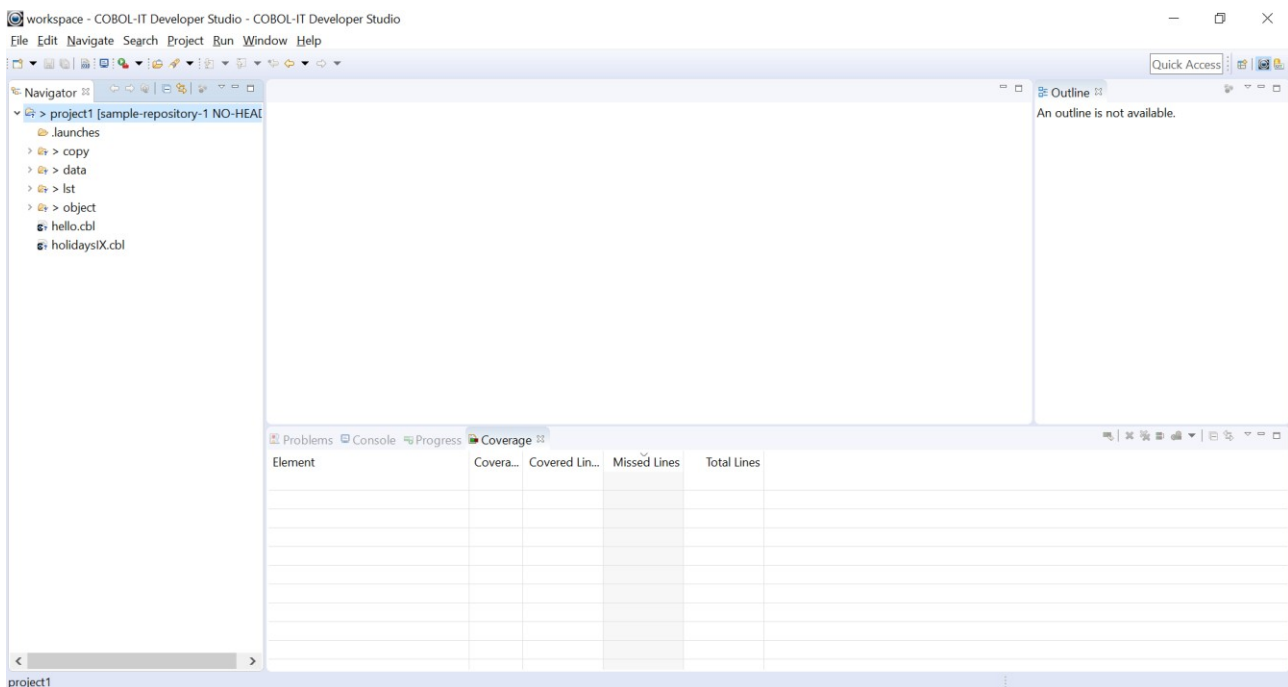 workspace - COBOL-IT Developer Studio - COBOL-IT Developer Studio
File Edit Navigate Search Project Run Window Help
Quick Access
Navigator
> project1 [sample-repository-1 NO-HEAD
.launches
> copy
> data
> lst
> object
hello.cbl
holidaysIX.cbl
Outline
An outline is not available.
Problems Console Progress Coverage
Element Covera... Covered Lin... Missed Lines Total Lines
project1